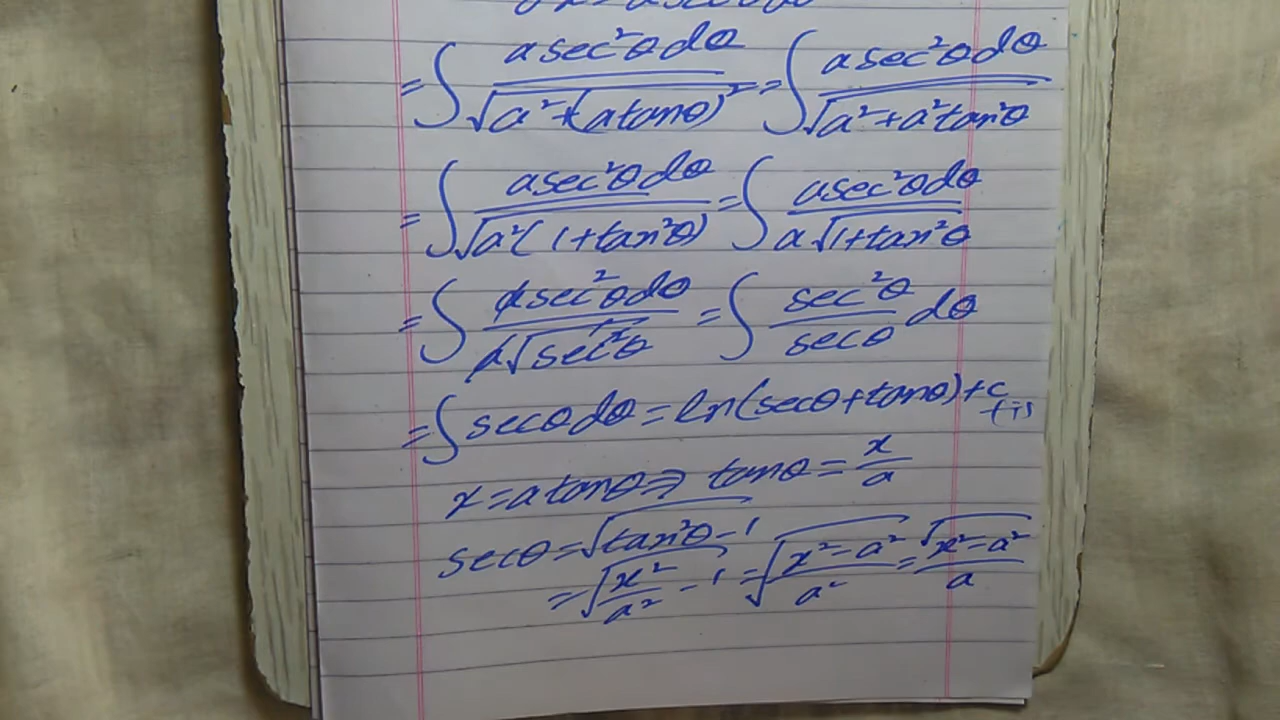 = ∫ a sec²θ dθ / √(a²+(a tanθ)²) = ∫ a sec²θ dθ / √(a²+a²tan²θ)
= ∫ a sec²θ dθ / √(a²(1+tan²θ)) = ∫ a sec²θ dθ / a√(1+tan²θ)
= ∫ a sec²θ dθ / a√(sec²θ) = ∫ sec²θ / secθ dθ
= ∫ secθ dθ = ln(secθ+tanθ)+c
x = a tanθ ⇒ tanθ = x/a
secθ = √(tan²θ-1)
= √(x²/a² - 1) = √((x²-a²)/a²) = √(x²-a²)/a